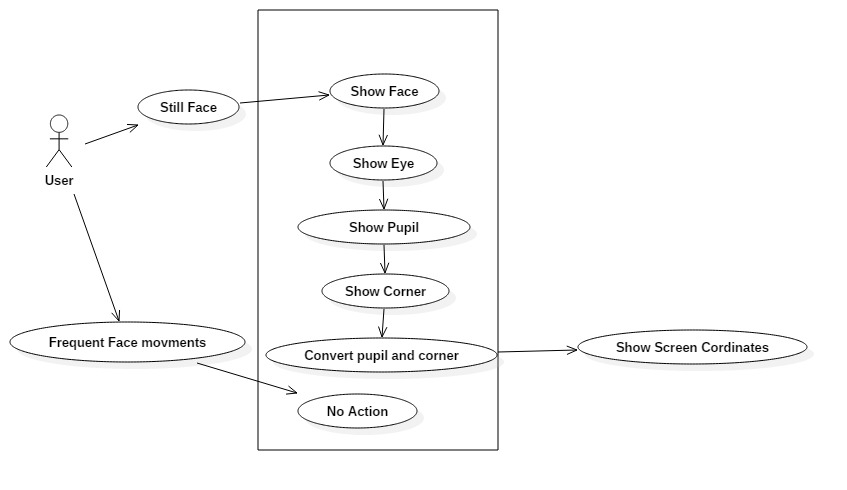 Show Face
Still Face
Show Eye
User
Show Pupil
Show Corner
Frequent Face movments
Convert pupil and corner
Show Screen Cordinates
No Action